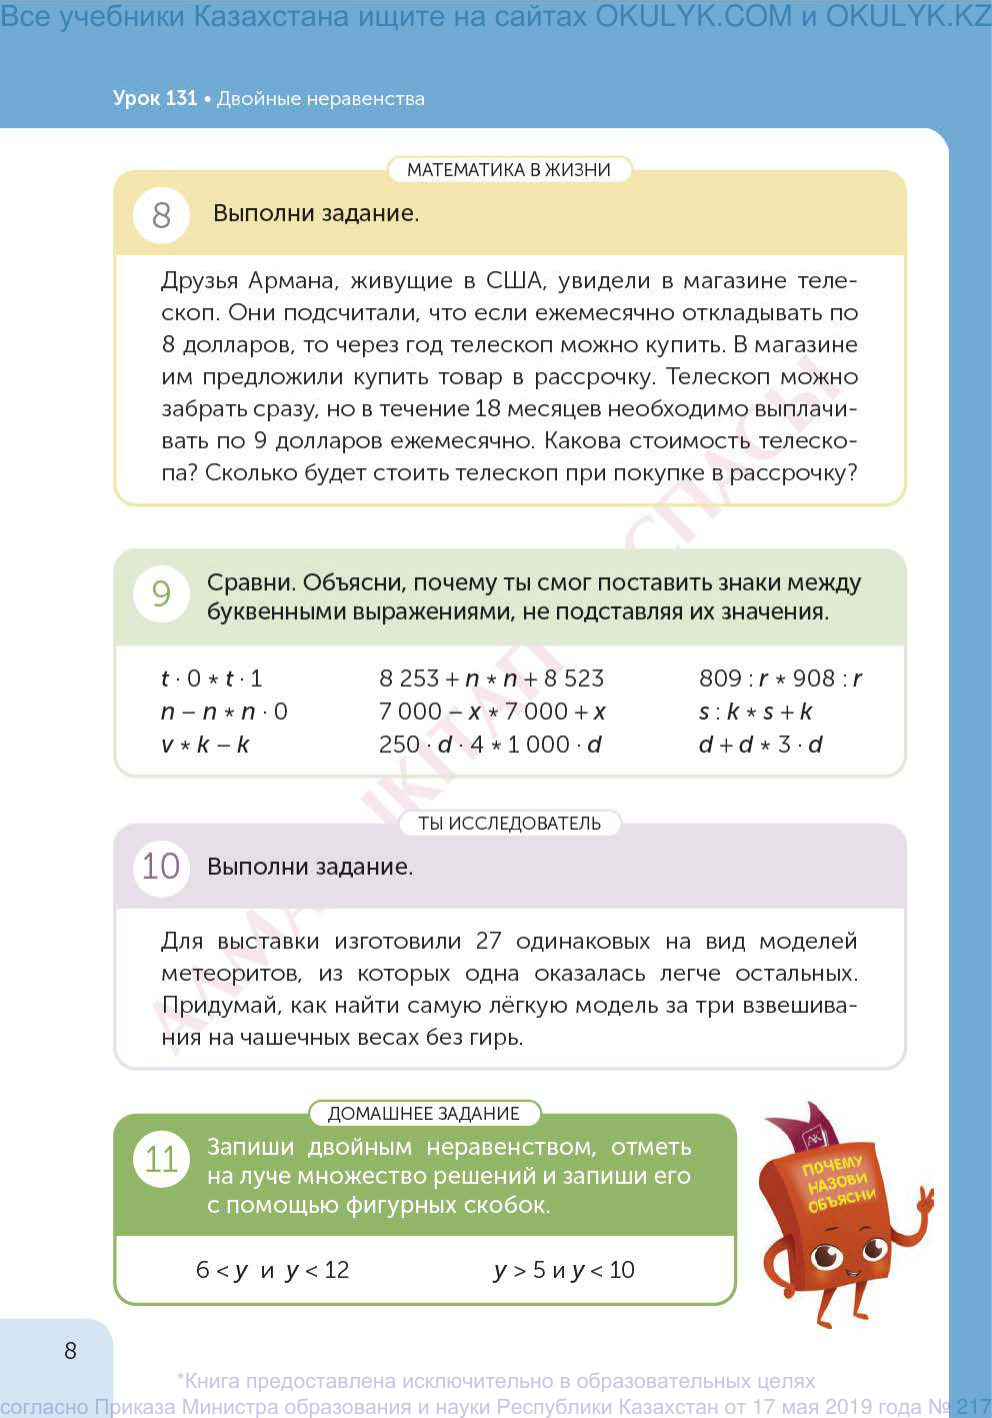 Все учебники Казахстана ищите на сайтах OKULYK.COM и OKULYK.KZ
Урок 131 • Двойные неравенства
МАТЕМАТИКА В ЖИЗНИ
8 Выполни задание.
Друзья Армана, живущие в США, увидели в магазине теле-
скоп. Они подсчитали, что если ежемесячно откладывать по
8 долларов, то через год телескоп можно купить. В магазине
им предложили купить товар в рассрочку. Телескоп можно
забрать сразу, но в течение 18 месяцев необходимо выплачи-
вать по 9 долларов ежемесячно. Какова стоимость телеско-
па? Сколько будет стоить телескоп при покупке в рассрочку?
9 Сравни. Объясни, почему ты смог поставить знаки между
буквенными выражениями, не подставляя их значения.
t · 0 * t · 1 8 253 + n * n + 8 523 809 : r * 908 : r
n – n * n · 0 7 000 – x * 7 000 + x s : k * s + k
v * k – k 250 · d · 4 * 1 000 · d d + d * 3 · d
ТЫ ИССЛЕДОВАТЕЛЬ
10 Выполни задание.
Для выставки изготовили 27 одинаковых на вид моделей
метеоритов, из которых одна оказалась легче остальных.
Придумай, как найти самую лёгкую модель за три взвешива-
ния на чашечных весах без гирь.
ДОМАШНЕЕ ЗАДАНИЕ
11 Запиши двойным неравенством, отметь
на луче множество решений и запиши его
с помощью фигурных скобок.
6 < y и y < 12 y > 5 и y < 10
ПОЧЕМУ
НАЗОВИ
ОБЪЯСНИ
8
*Книга предоставлена исключительно в образовательных целях
согласно Приказа Министра образования и науки Республики Казахстан от 17 мая 2019 года № 217